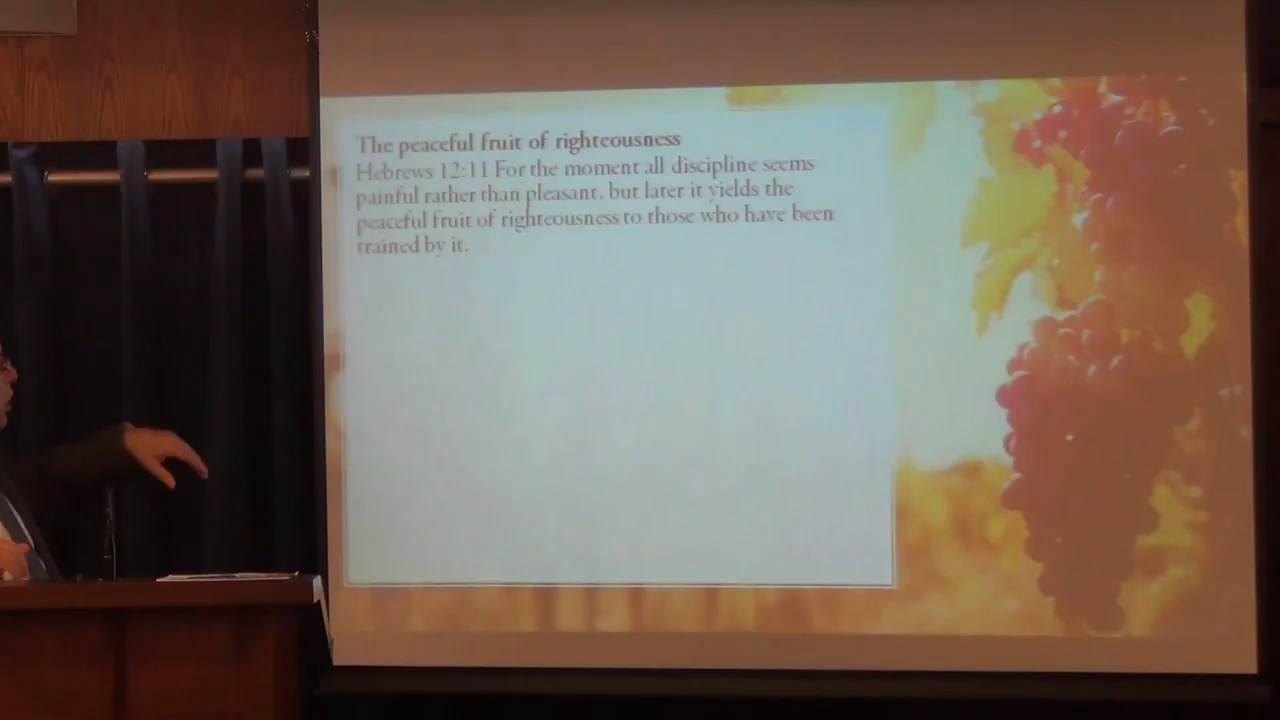 The peaceful fruit of righteousness
Hebrews 12:11 For the moment all discipline seems
painful rather than pleasant, but later it yields the
peaceful fruit of righteousness to those who have been
trained by it.